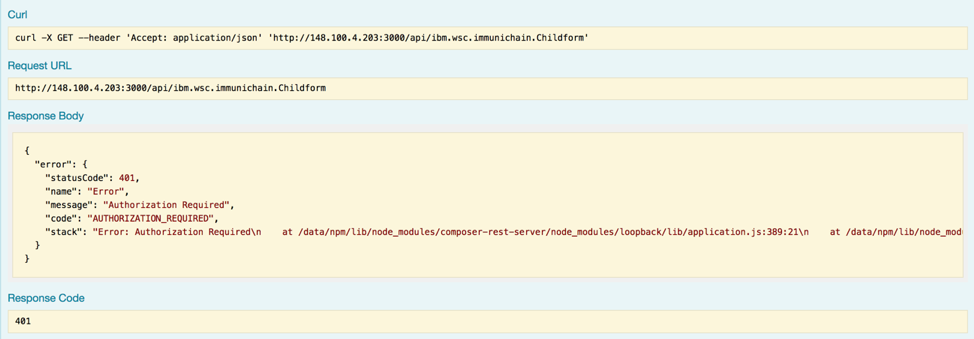 Curl
curl -X GET --header 'Accept: application/json' 'http://148.100.4.203:3000/api/ibm.wsc.immunichain.Childform'
Request URL
http://148.100.4.203:3000/api/ibm.wsc.immunichain.Childform
Response Body
{
"error": {
"statusCode": 401,
"name": "Error",
"message": "Authorization Required",
"code": "AUTHORIZATION_REQUIRED",
"stack": "Error: Authorization Required\n    at /data/npm/lib/node_modules/composer-rest-server/node_modules/loopback/lib/application.js:389:21\n    at /data/npm/lib/node_mod
}
}
Response Code
401